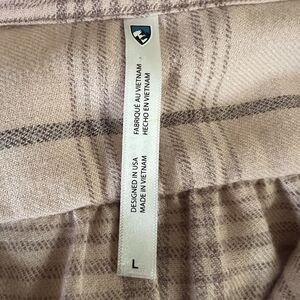 FABRIQUÉ AU VIETNAM
HECHO EN VIETNAM
DESIGNED IN USA
MADE IN VIETNAM
L